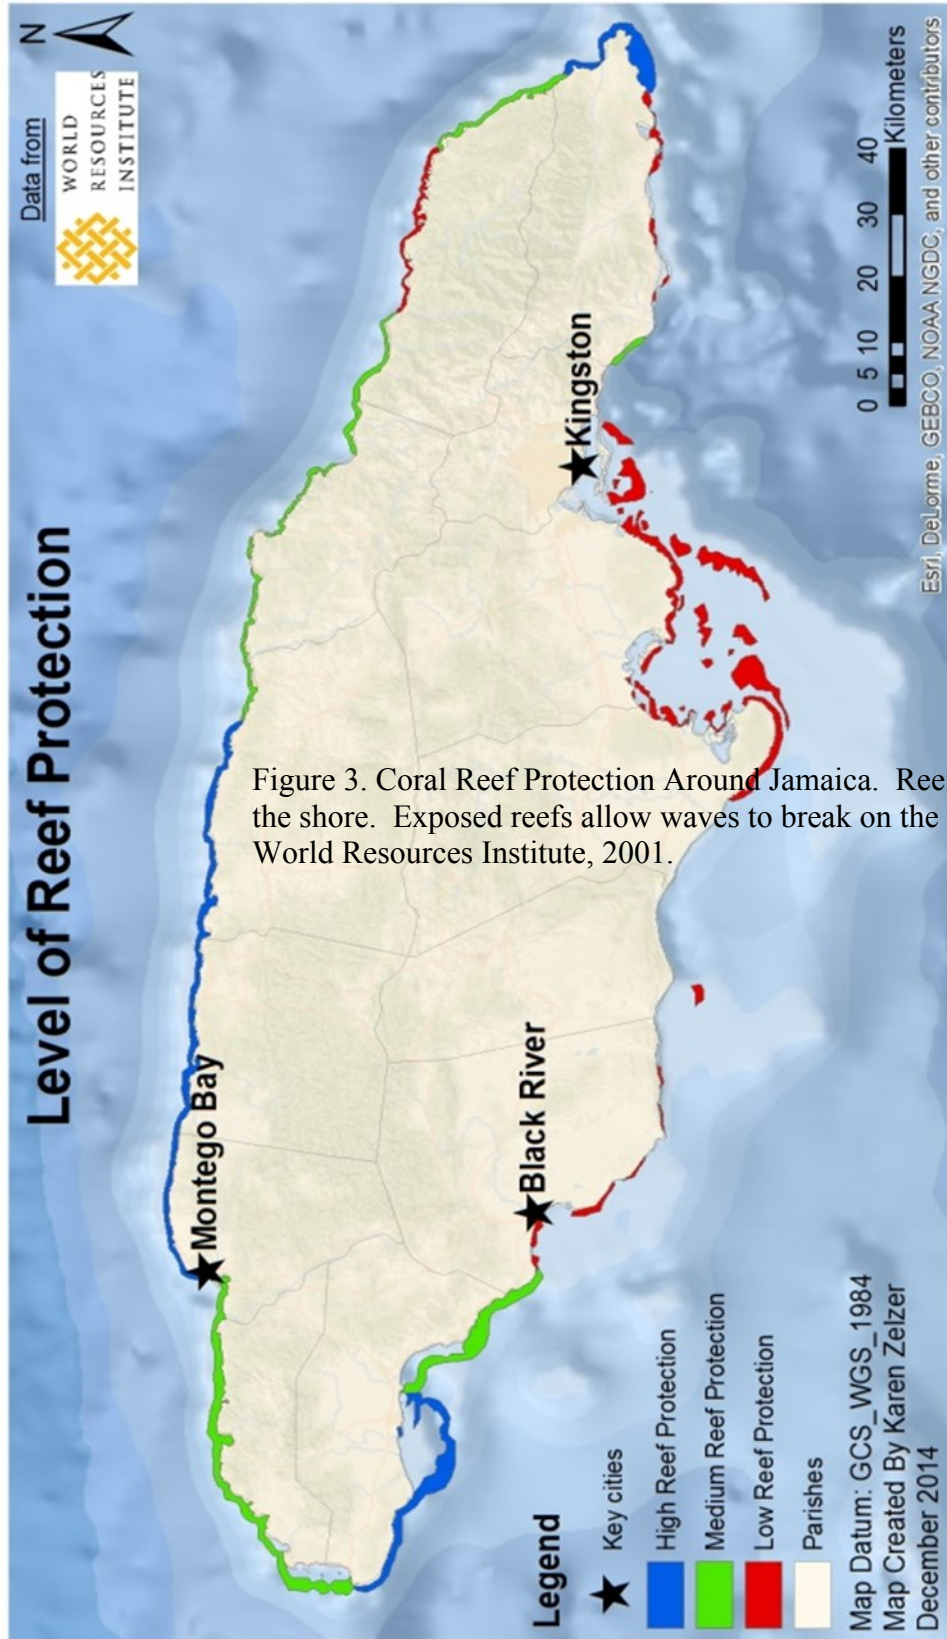 Level of Reef Protection
Data from
WORLD
RESOURCES
INSTITUTE
N
Montego Bay
Black River
Kingston
Legend
Key cities
High Reef Protection
Medium Reef Protection
Low Reef Protection
Parishes
Map Datum: GCS_WGS_1984
Map Created By Karen Zelzer
December 2014
0 5 10 20 30 40
Kilometers
Esri, DeLorme, GEBCO, NOAA NGDC, and other contributors
Figure 3. Coral Reef Protection Around Jamaica. Ree
the shore. Exposed reefs allow waves to break on the
World Resources Institute, 2001.